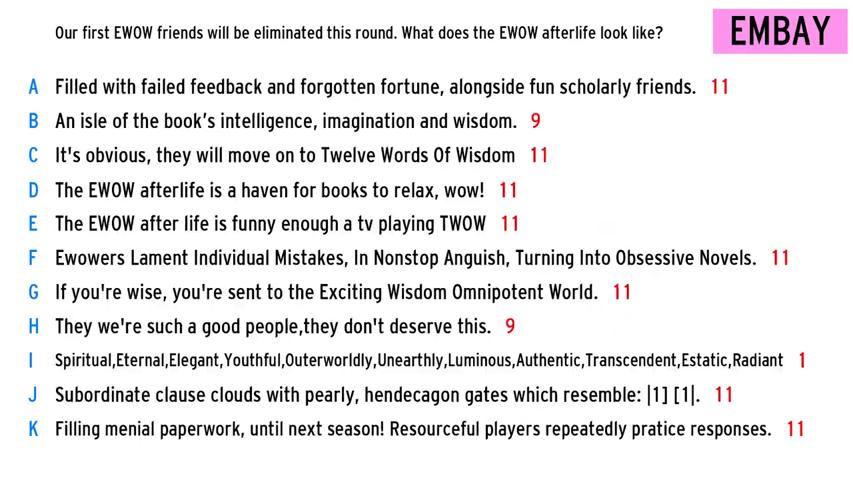 Our first EWOW friends will be eliminated this round. What does the EWOW afterlife look like?
EMBAY
A Filled with failed feedback and forgotten fortune, alongside fun scholarly friends. 11
B An isle of the book's intelligence, imagination and wisdom. 9
C It's obvious, they will move on to Twelve Words Of Wisdom 11
D The EWOW afterlife is a haven for books to relax, wow! 11
E The EWOW after life is funny enough a tv playing TWOW 11
F Ewowers Lament Individual Mistakes, In Nonstop Anguish, Turning Into Obsessive Novels. 11
G If you're wise, you're sent to the Exciting Wisdom Omnipotent World. 11
H They we're such a good people,they don't deserve this. 9
I Spiritual,Eternal,Elegant,Youthful,Outerworldly,Unearthly,Luminous,Authentic,Transcendent,Estatic,Radiant 1
J Subordinate clause clouds with pearly, hendecagon gates which resemble: |1] [1|. 11
K Filling menial paperwork, until next season! Resourceful players repeatedly pratice responses. 11